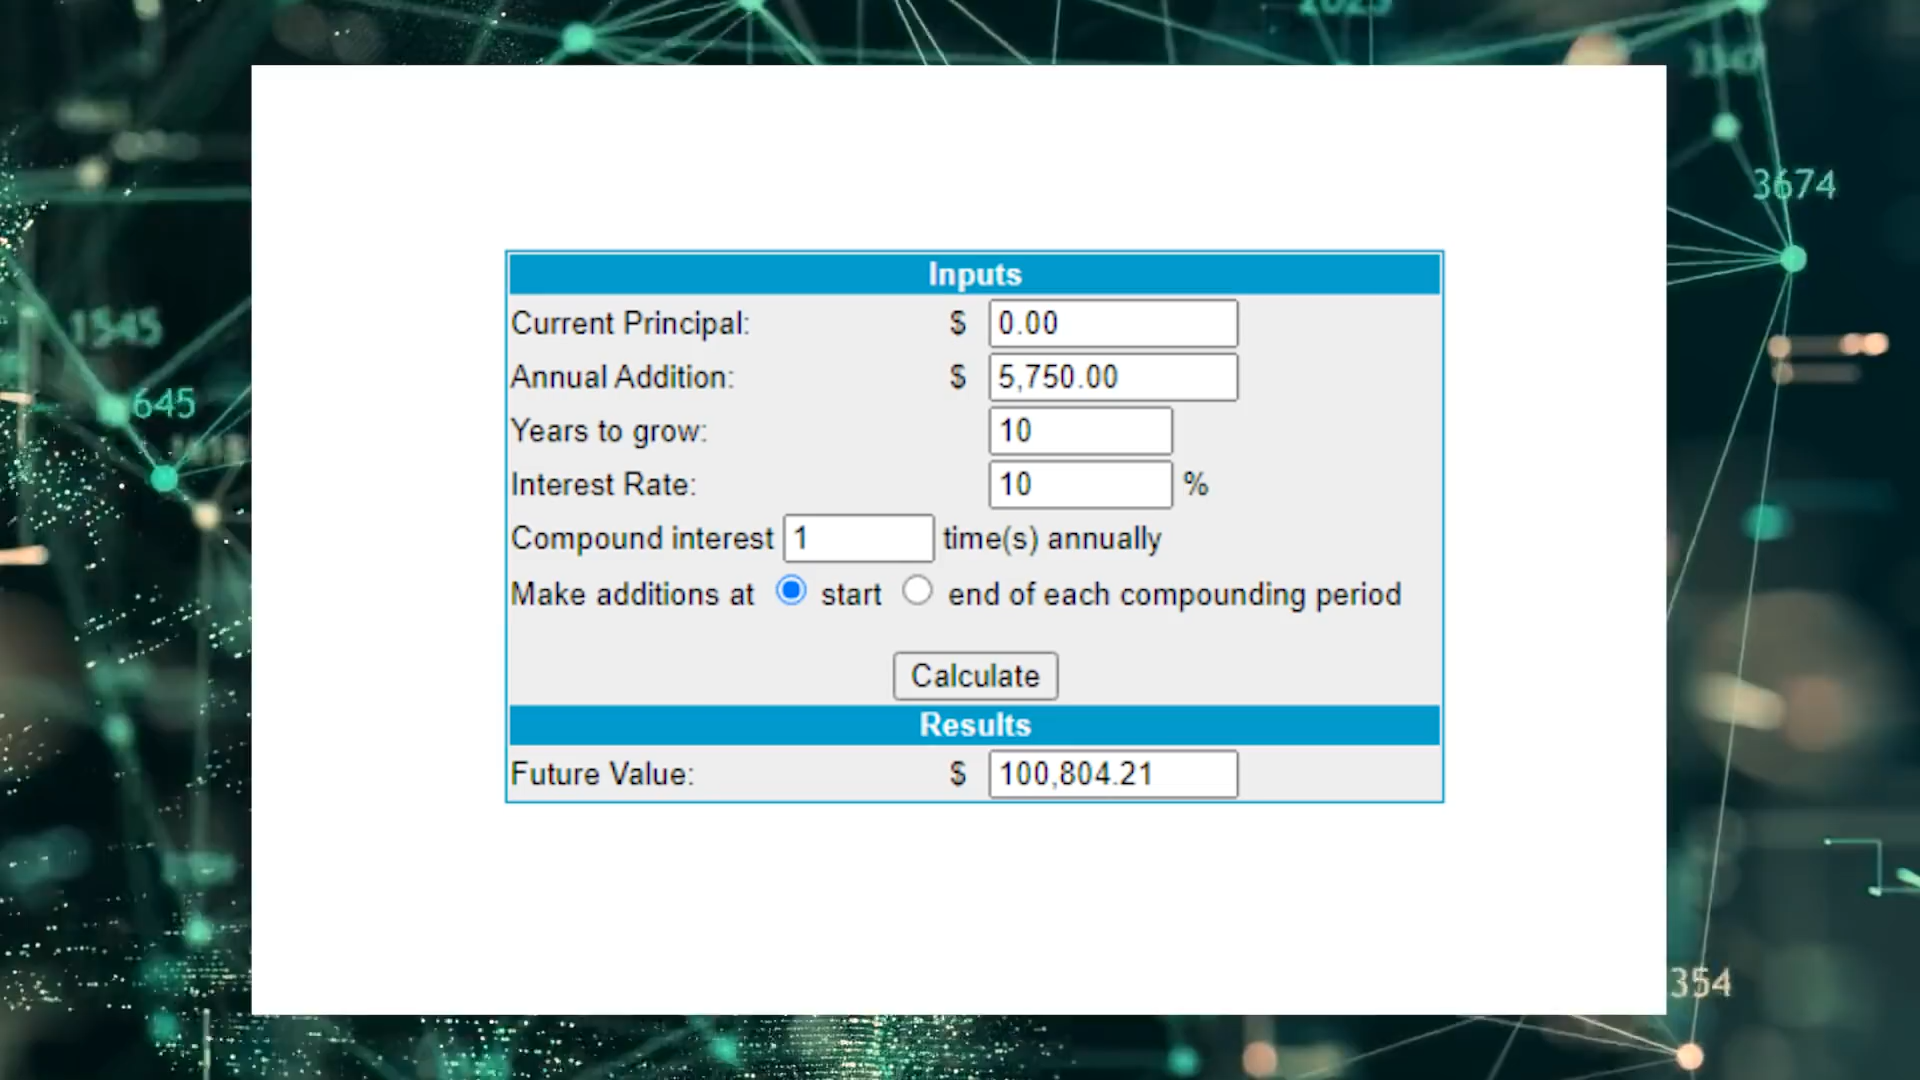 2025
3674
1545
645
Inputs
Current Principal: $ 0.00
Annual Addition: $ 5,750.00
Years to grow: 10
Interest Rate: 10 %
Compound interest 1 time(s) annually
Make additions at start end of each compounding period
Calculate
Results
Future Value: $ 100,804.21
354